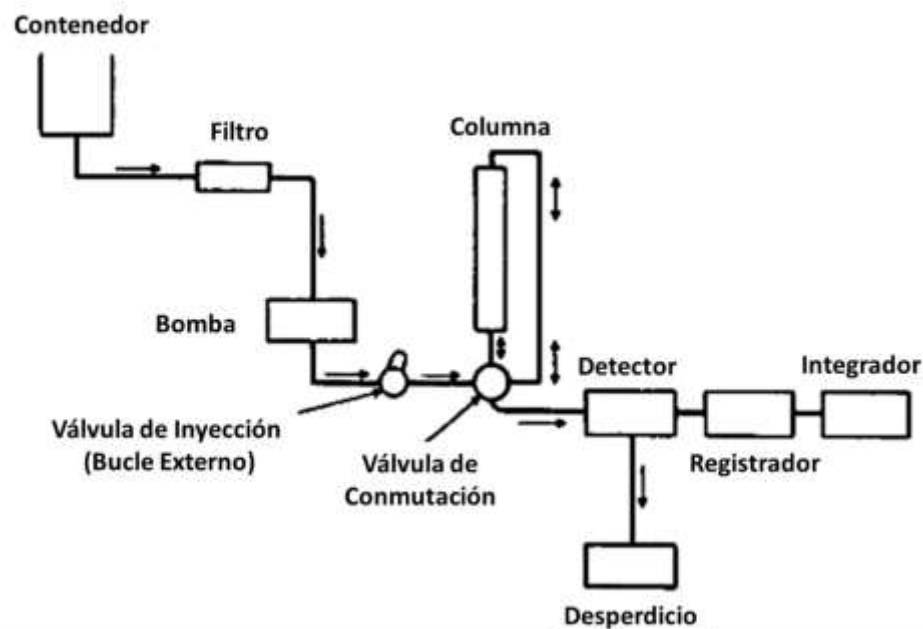 Contenedor
Filtro
Columna
Bomba
Detector
Integrador
Válvula de Inyección
(Bucle Externo)
Válvula de
Conmutación
Registrador
Desperdicio